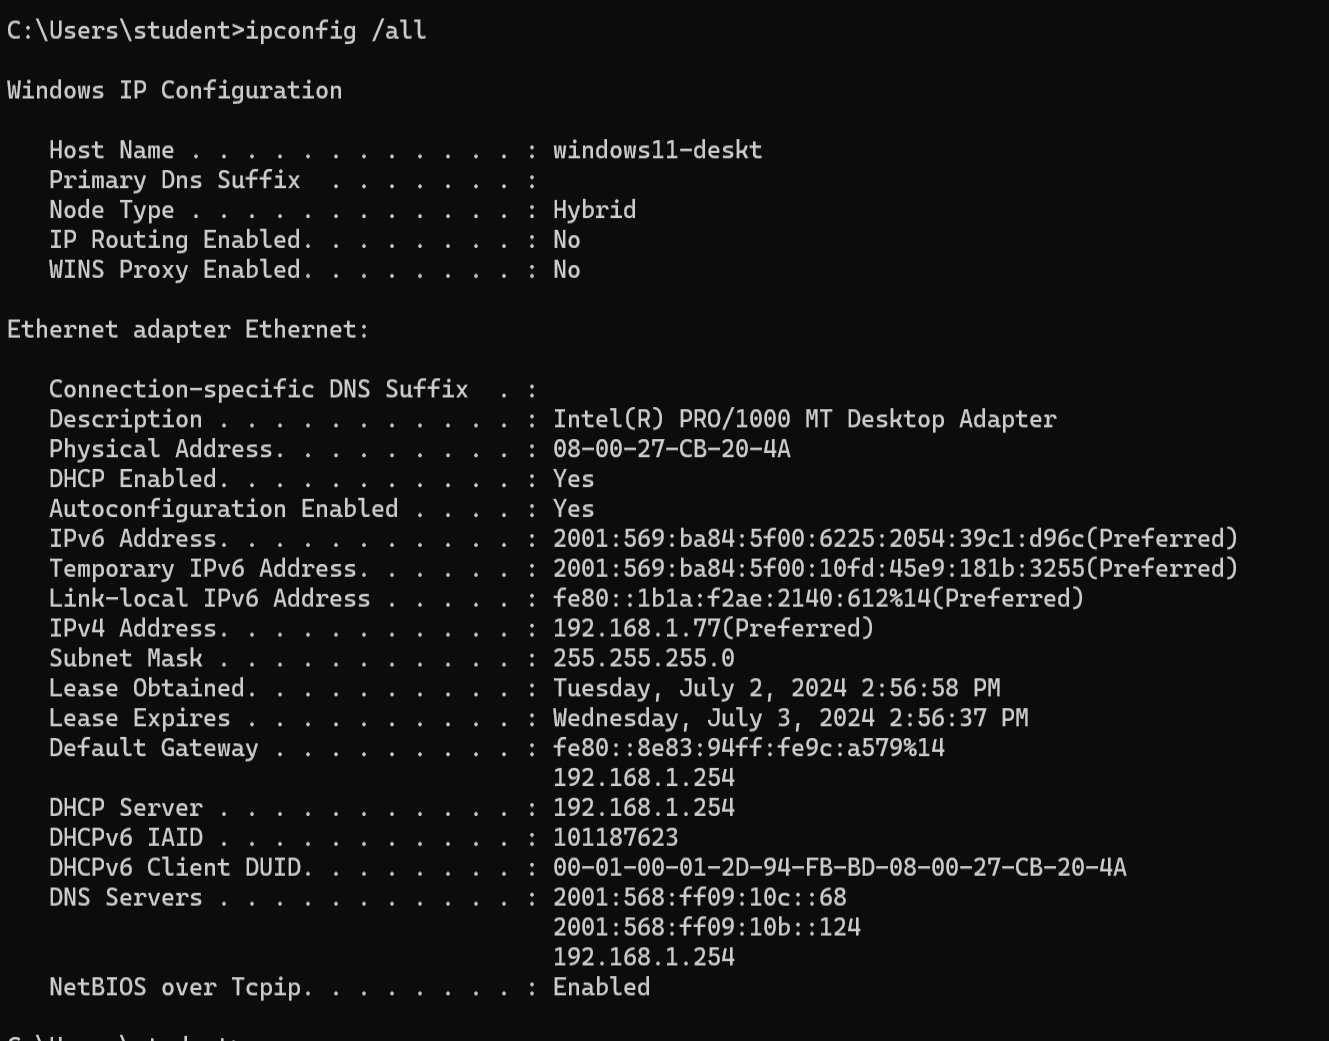 C:\Users\student>ipconfig /all
Windows IP Configuration
Host Name . . . . . . . . . . . . : windows11-deskt
Primary Dns Suffix  . . . . . . . :
Node Type . . . . . . . . . . . . : Hybrid
IP Routing Enabled. . . . . . . . : No
WINS Proxy Enabled. . . . . . . . : No
Ethernet adapter Ethernet:
Connection-specific DNS Suffix  . :
Description . . . . . . . . . . . : Intel(R) PRO/1000 MT Desktop Adapter
Physical Address. . . . . . . . . : 08-00-27-CB-20-4A
DHCP Enabled. . . . . . . . . . . : Yes
Autoconfiguration Enabled . . . . : Yes
IPv6 Address. . . . . . . . . . . : 2001:569:ba84:5f00:6225:2054:39c1:d96c(Preferred)
Temporary IPv6 Address. . . . . . : 2001:569:ba84:5f00:10fd:45e9:181b:3255(Preferred)
Link-local IPv6 Address . . . . . : fe80::1b1a:f2ae:2140:612%14(Preferred)
IPv4 Address. . . . . . . . . . . : 192.168.1.77(Preferred)
Subnet Mask . . . . . . . . . . . : 255.255.255.0
Lease Obtained. . . . . . . . . . : Tuesday, July 2, 2024 2:56:58 PM
Lease Expires . . . . . . . . . . : Wednesday, July 3, 2024 2:56:37 PM
Default Gateway . . . . . . . . . : fe80::8e83:94ff:fe9c:a579%14
192.168.1.254
DHCP Server . . . . . . . . . . . : 192.168.1.254
DHCPv6 IAID . . . . . . . . . . . : 101187623
DHCPv6 Client DUID. . . . . . . . : 00-01-00-01-2D-94-FB-BD-08-00-27-CB-20-4A
DNS Servers . . . . . . . . . . . : 2001:568:ff09:10c::68
2001:568:ff09:10b::124
192.168.1.254
NetBIOS over Tcpip. . . . . . . . : Enabled